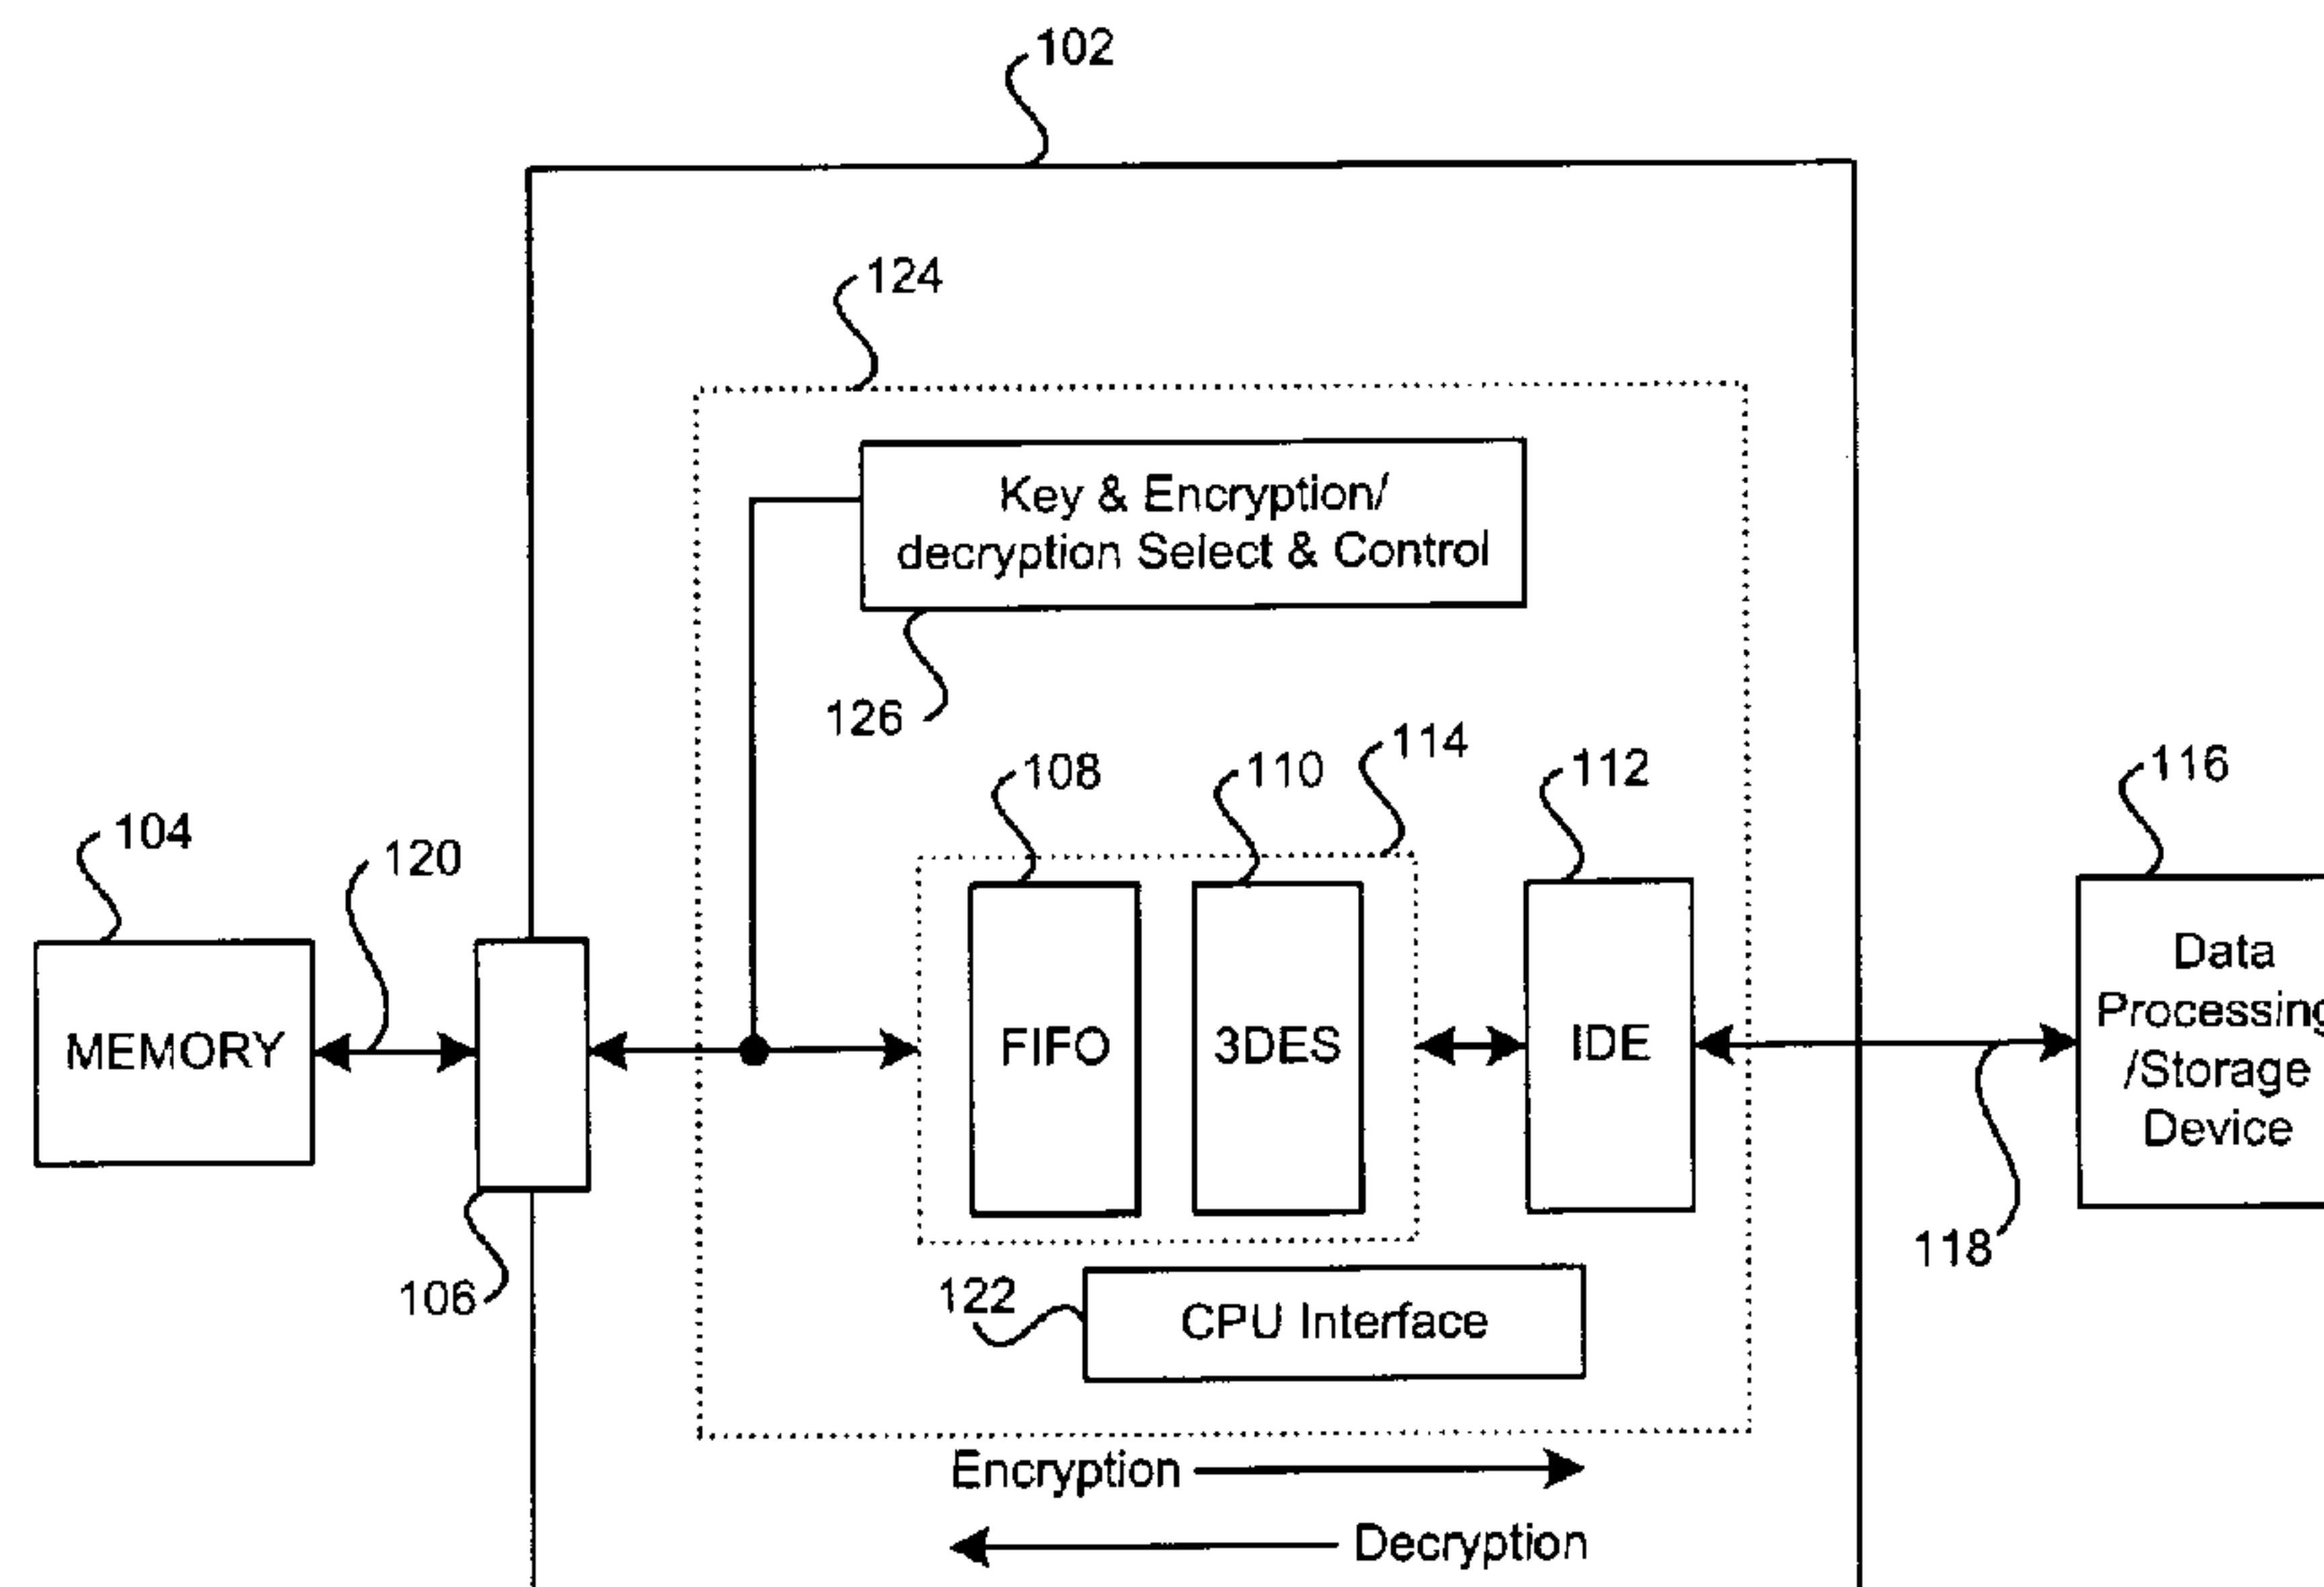 102
124
Key & Encryption/
decryption Select & Control
126
114
108
110
112
116
104
120
MEMORY
FIFO
3DES
IDE
Data
Processing
/Storage
Device
118
106
122
CPU Interface
Encryption
Decryption